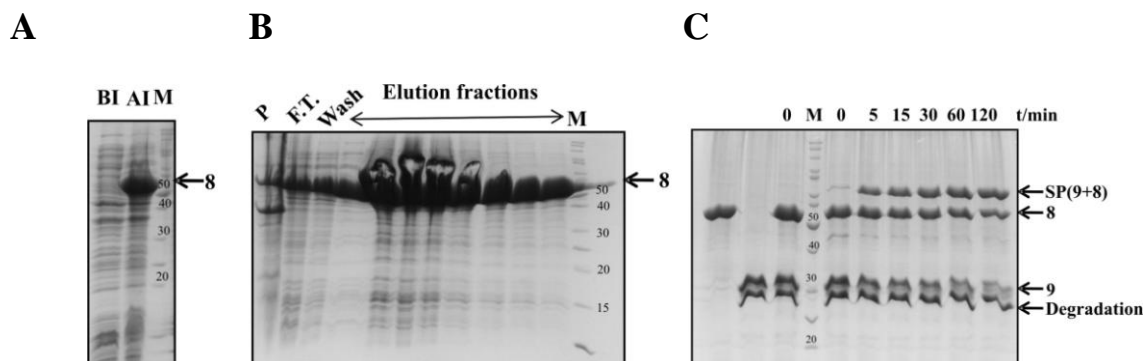 A
B
C
BI AI M
50
40
30
20
8
P F.T. Wash Elution fractions M
50
40
30
20
15
8
0 M 0 5 15 30 60 120 t/min
50
40
30
20
SP(9+8)
8
9
Degradation